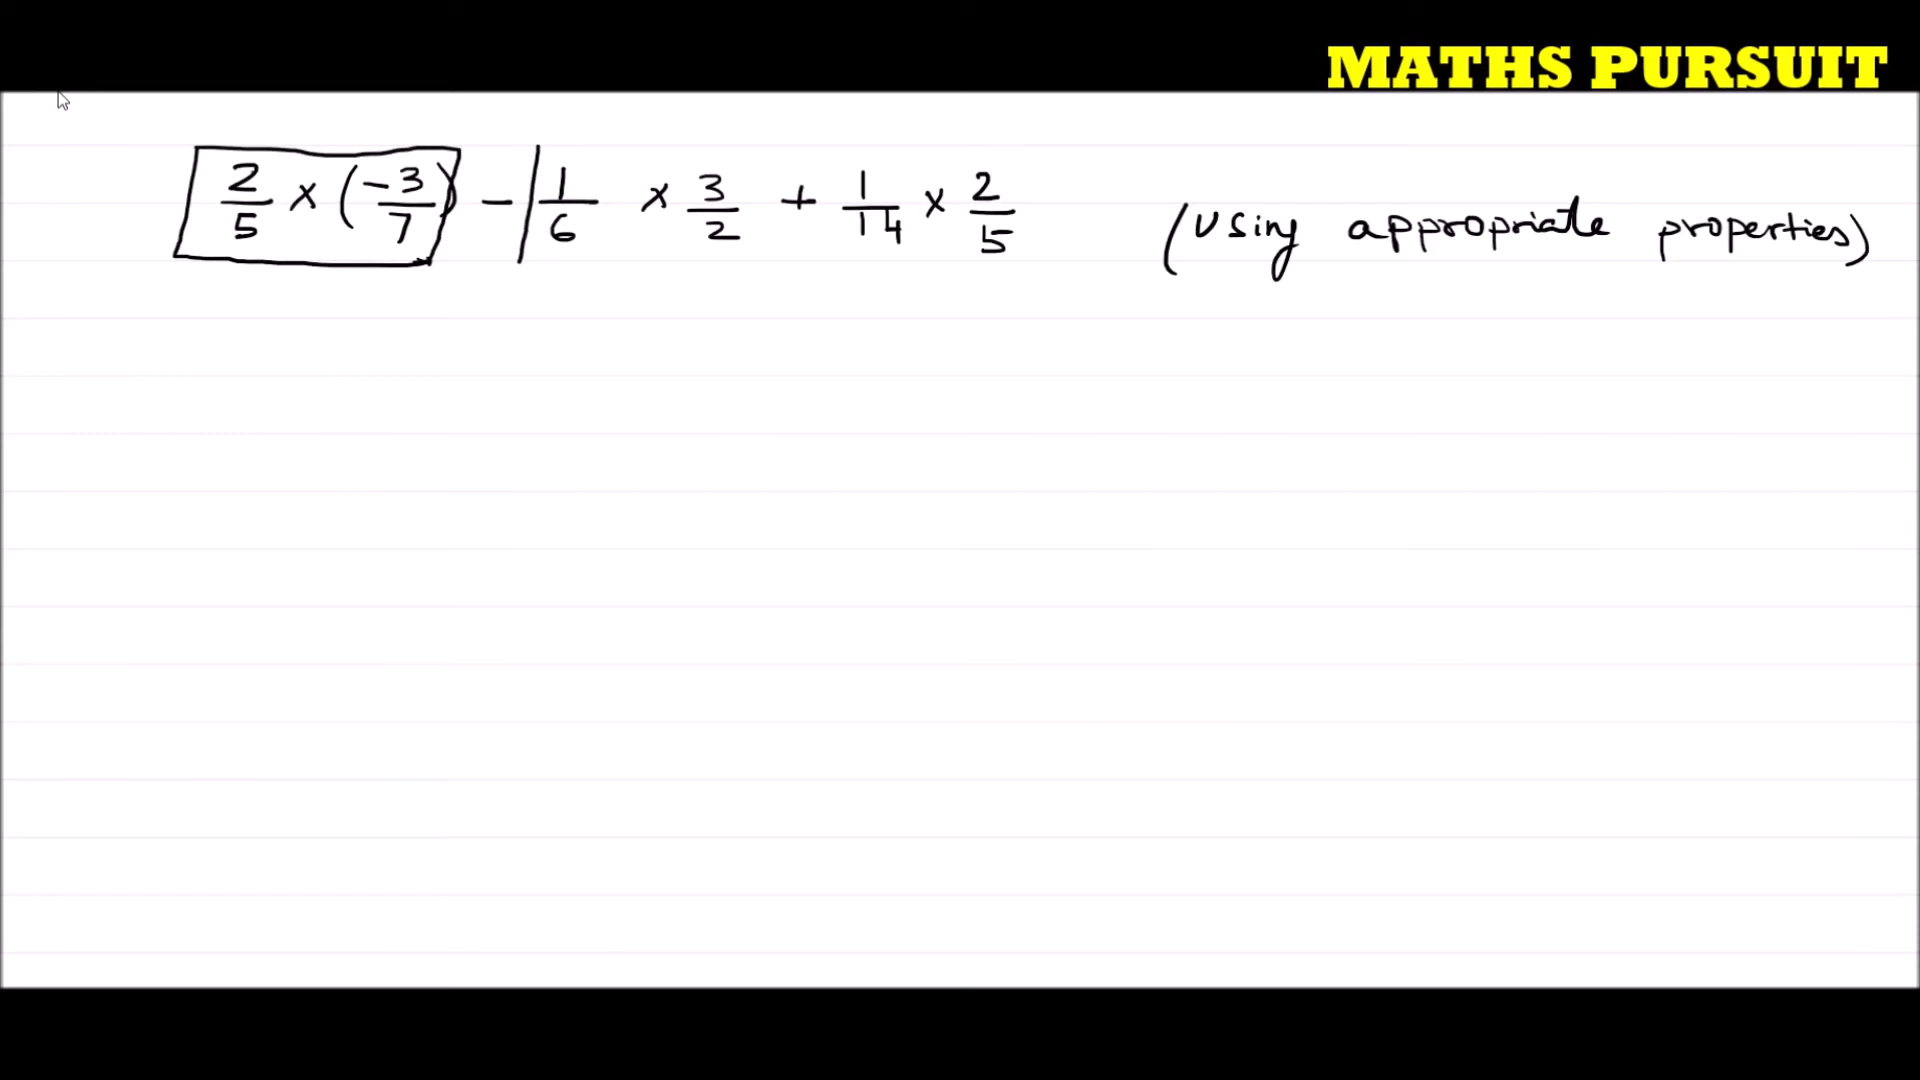 MATHS PURSUIT
2/5 × (-3/7) - 1/6 × 3/2 + 1/14 × 2/5 (Using appropriate properties)